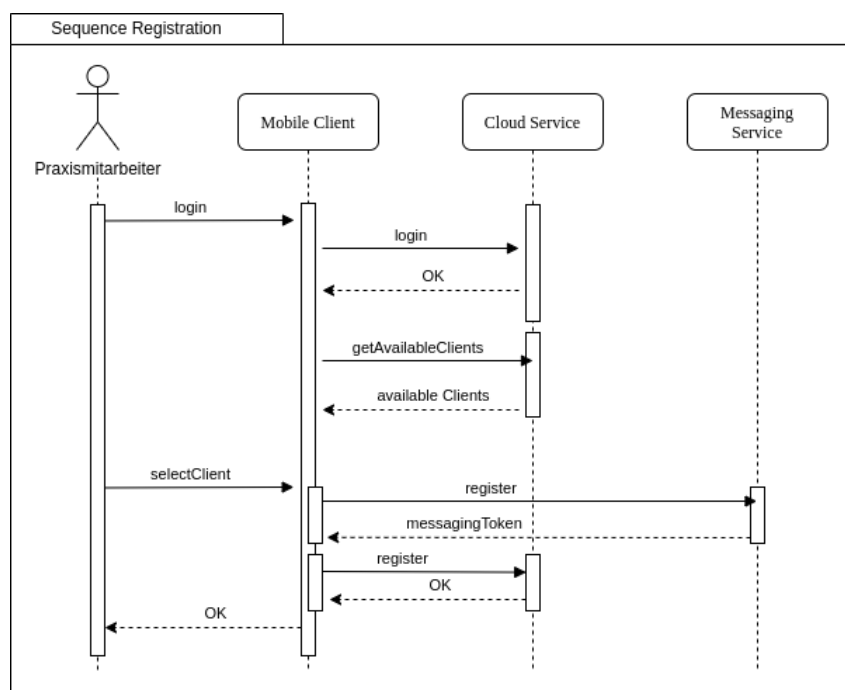 Sequence Registration
Praxismitarbeiter
Mobile Client
Cloud Service
Messaging
Service
login
login
OK
getAvailableClients
available Clients
selectClient
register
messagingToken
register
OK
OK